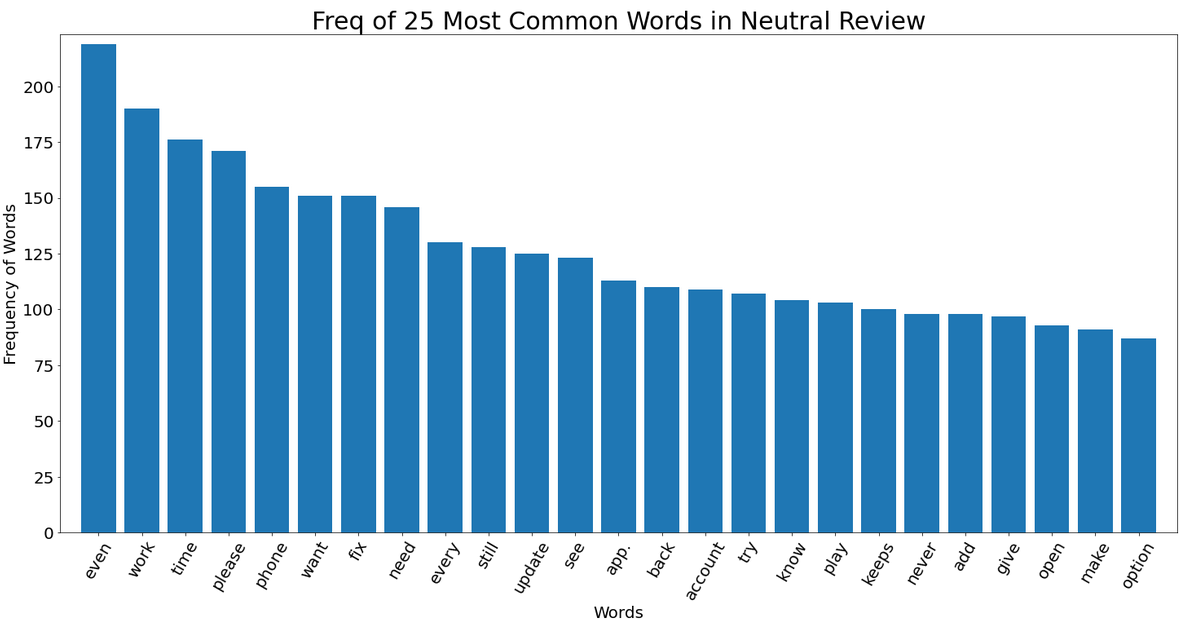 Freq of 25 Most Common Words in Neutral Review
Frequency of Words
200
175
150
125
100
75
50
25
0
even
work
time
please
phone
want
fix
need
every
still
update
see
app.
back
account
try
know
play
keeps
never
add
give
open
make
option
Words